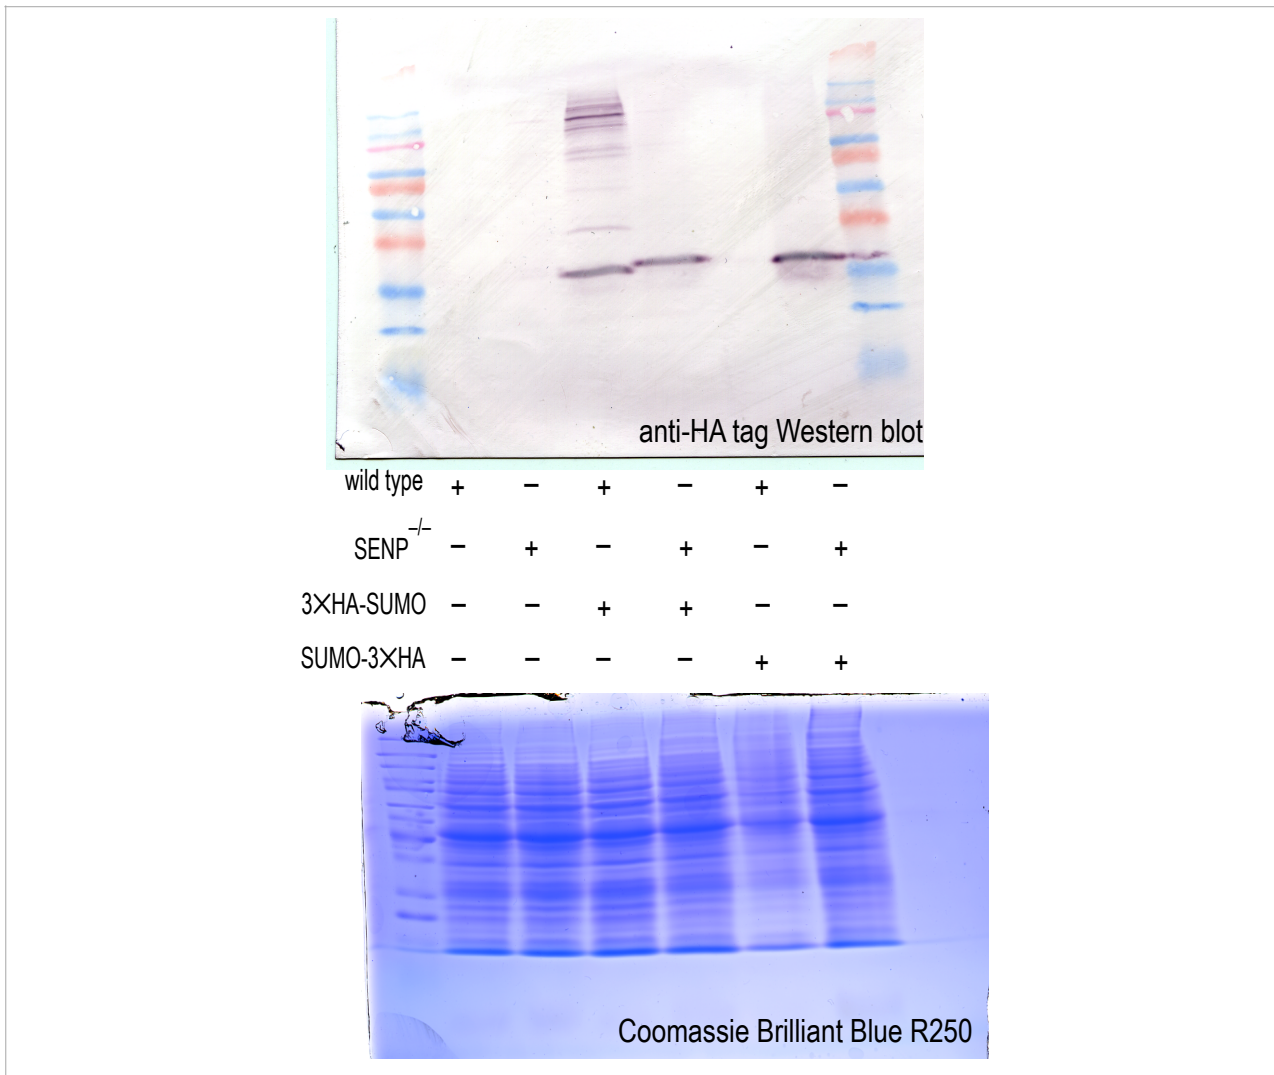 anti-HA tag Western blot
wild type + – + – + –
SENP–/– – + – + – +
3×HA-SUMO – – + + – –
SUMO-3×HA – – – – + +
Coomassie Brilliant Blue R250